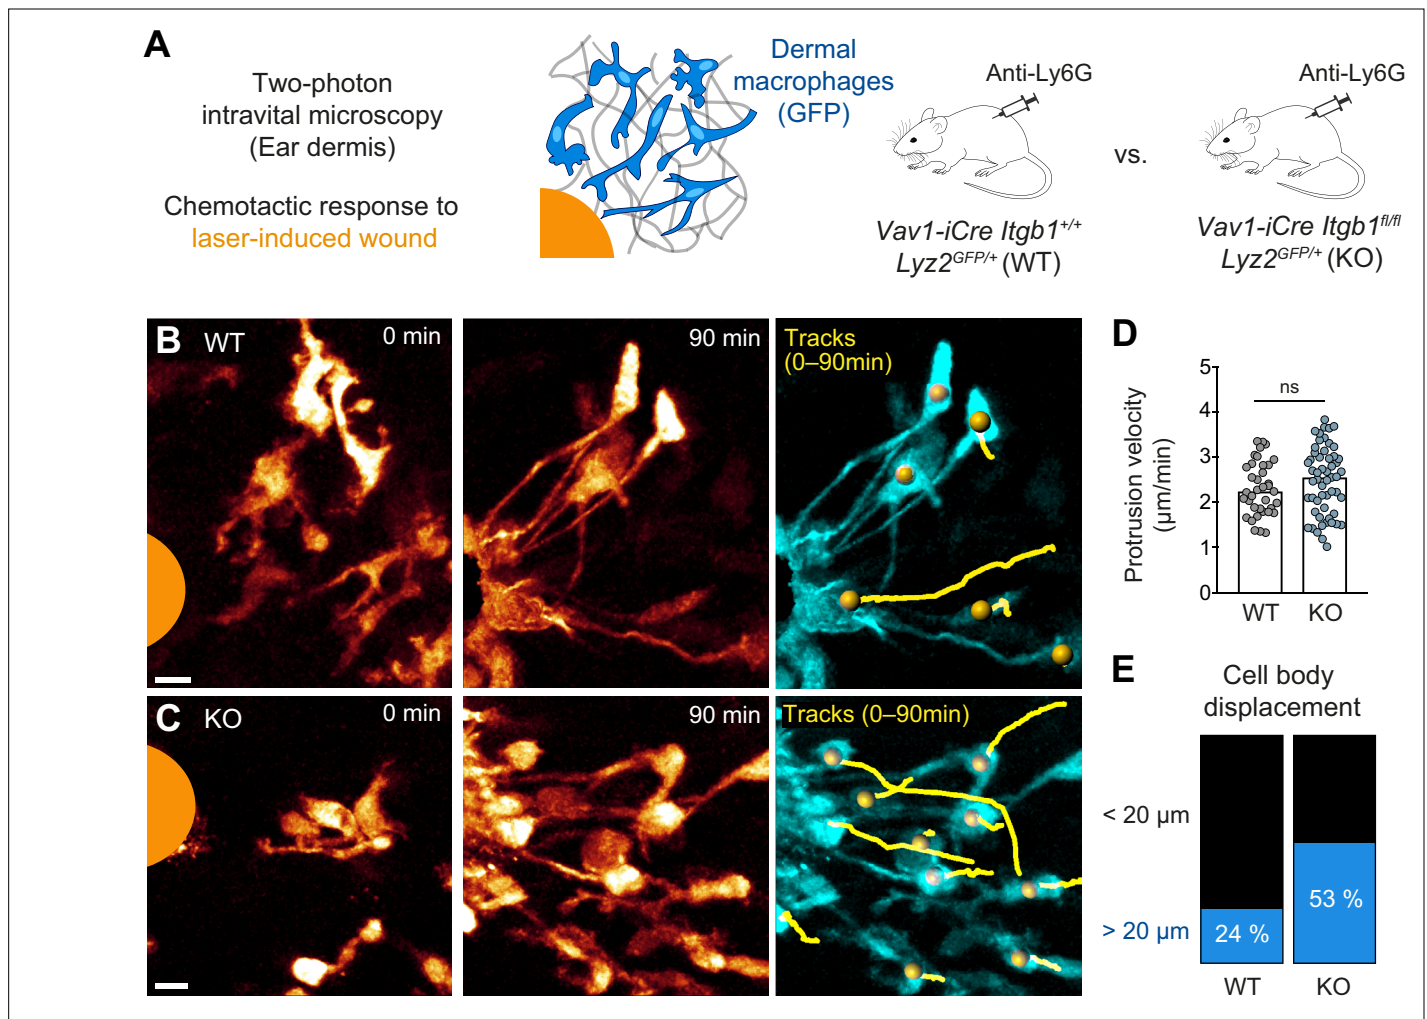 A
Two-photon
intravital microscopy
(Ear dermis)
Chemotactic response to
laser-induced wound
Dermal
macrophages
(GFP)
Anti-Ly6G
Vav1-iCre Itgb1+/+
Lyz2GFP/+ (WT)
vs.
Anti-Ly6G
Vav1-iCre Itgb1fl/fl
Lyz2GFP/+ (KO)
B WT 0 min
90 min
Tracks
(0–90min)
C KO 0 min
90 min
Tracks (0–90min)
D
Protrusion velocity
(µm/min)
5
4
3
2
1
0
ns
WT KO
E
Cell body
displacement
< 20 µm
> 20 µm
24 %
53 %
WT KO